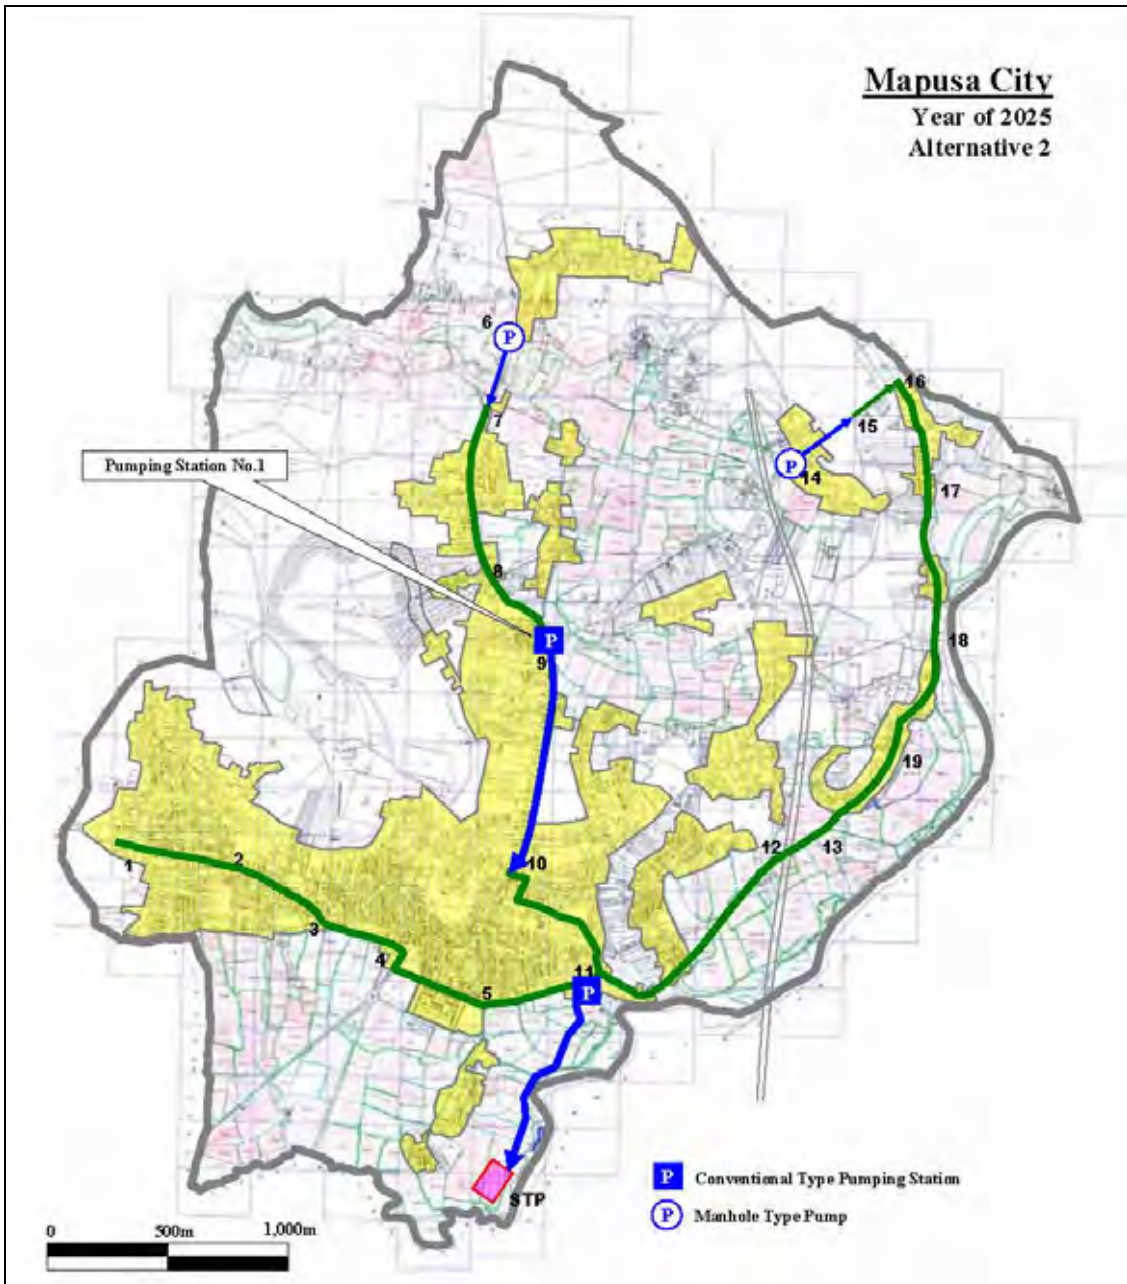 Mapusa City
Year of 2025
Alternative 2
6
P
16
7
15
Pumping Station No.1
P
14
17
8
P
18
9
19
10
12
13
1
2
3
4
11
P
5
STP
P Conventional Type Pumping Station
P Manhole Type Pump
0 500m 1,000m